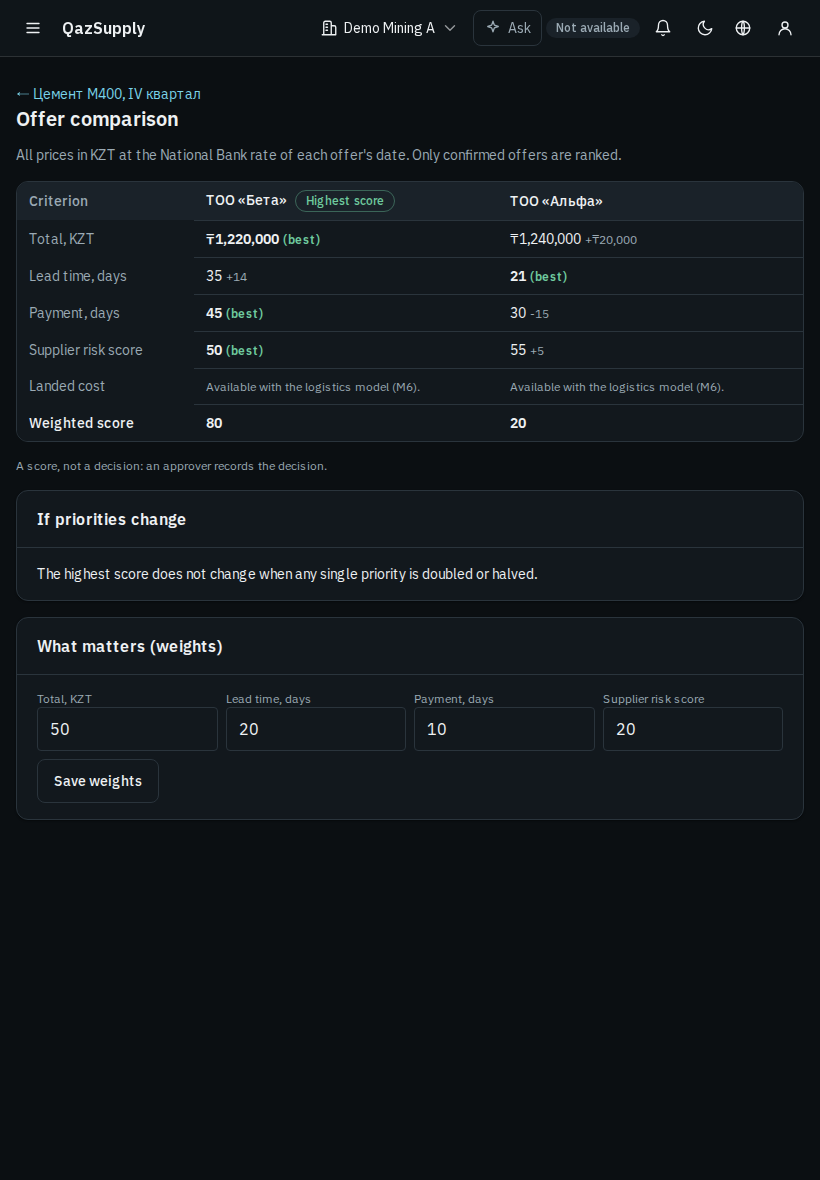 QazSupply Demo Mining A Ask Not available
← Цемент М400, IV квартал
Offer comparison
All prices in KZT at the National Bank rate of each offer's date. Only confirmed offers are ranked.
Criterion ТОО «Бета» Highest score ТОО «Альфа»
Total, KZT ₸1,220,000 (best) ₸1,240,000 +₸20,000
Lead time, days 35 +14 21 (best)
Payment, days 45 (best) 30 -15
Supplier risk score 50 (best) 55 +5
Landed cost Available with the logistics model (M6). Available with the logistics model (M6).
Weighted score 80 20
A score, not a decision: an approver records the decision.
If priorities change
The highest score does not change when any single priority is doubled or halved.
What matters (weights)
Total, KZT Lead time, days Payment, days Supplier risk score
50 20 10 20
Save weights